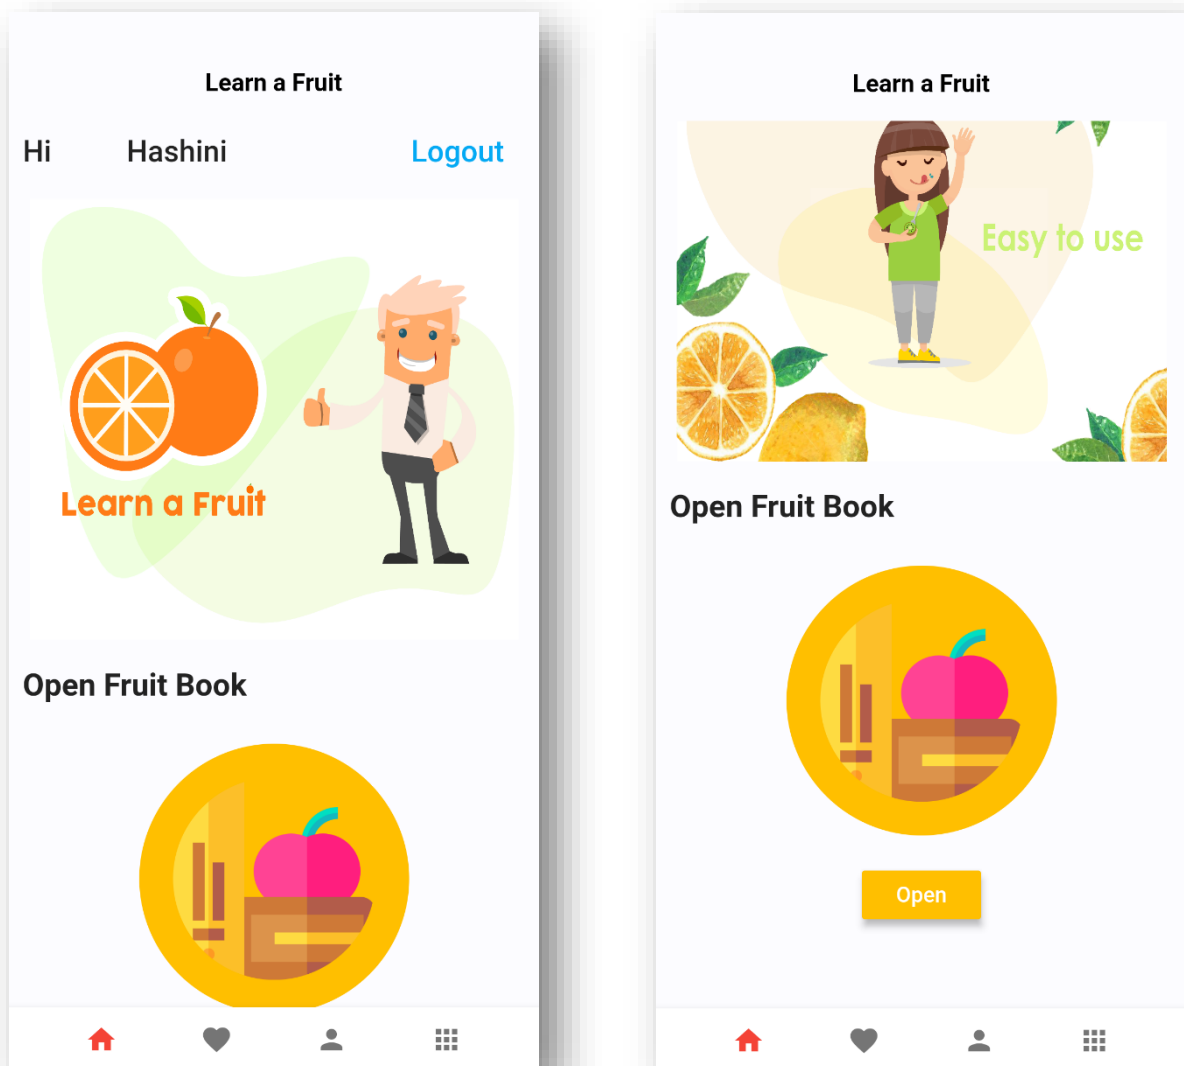 Learn a Fruit
Hi Hashini Logout
Learn a Fruit
Open Fruit Book
Learn a Fruit
Easy to use
Open Fruit Book
Open